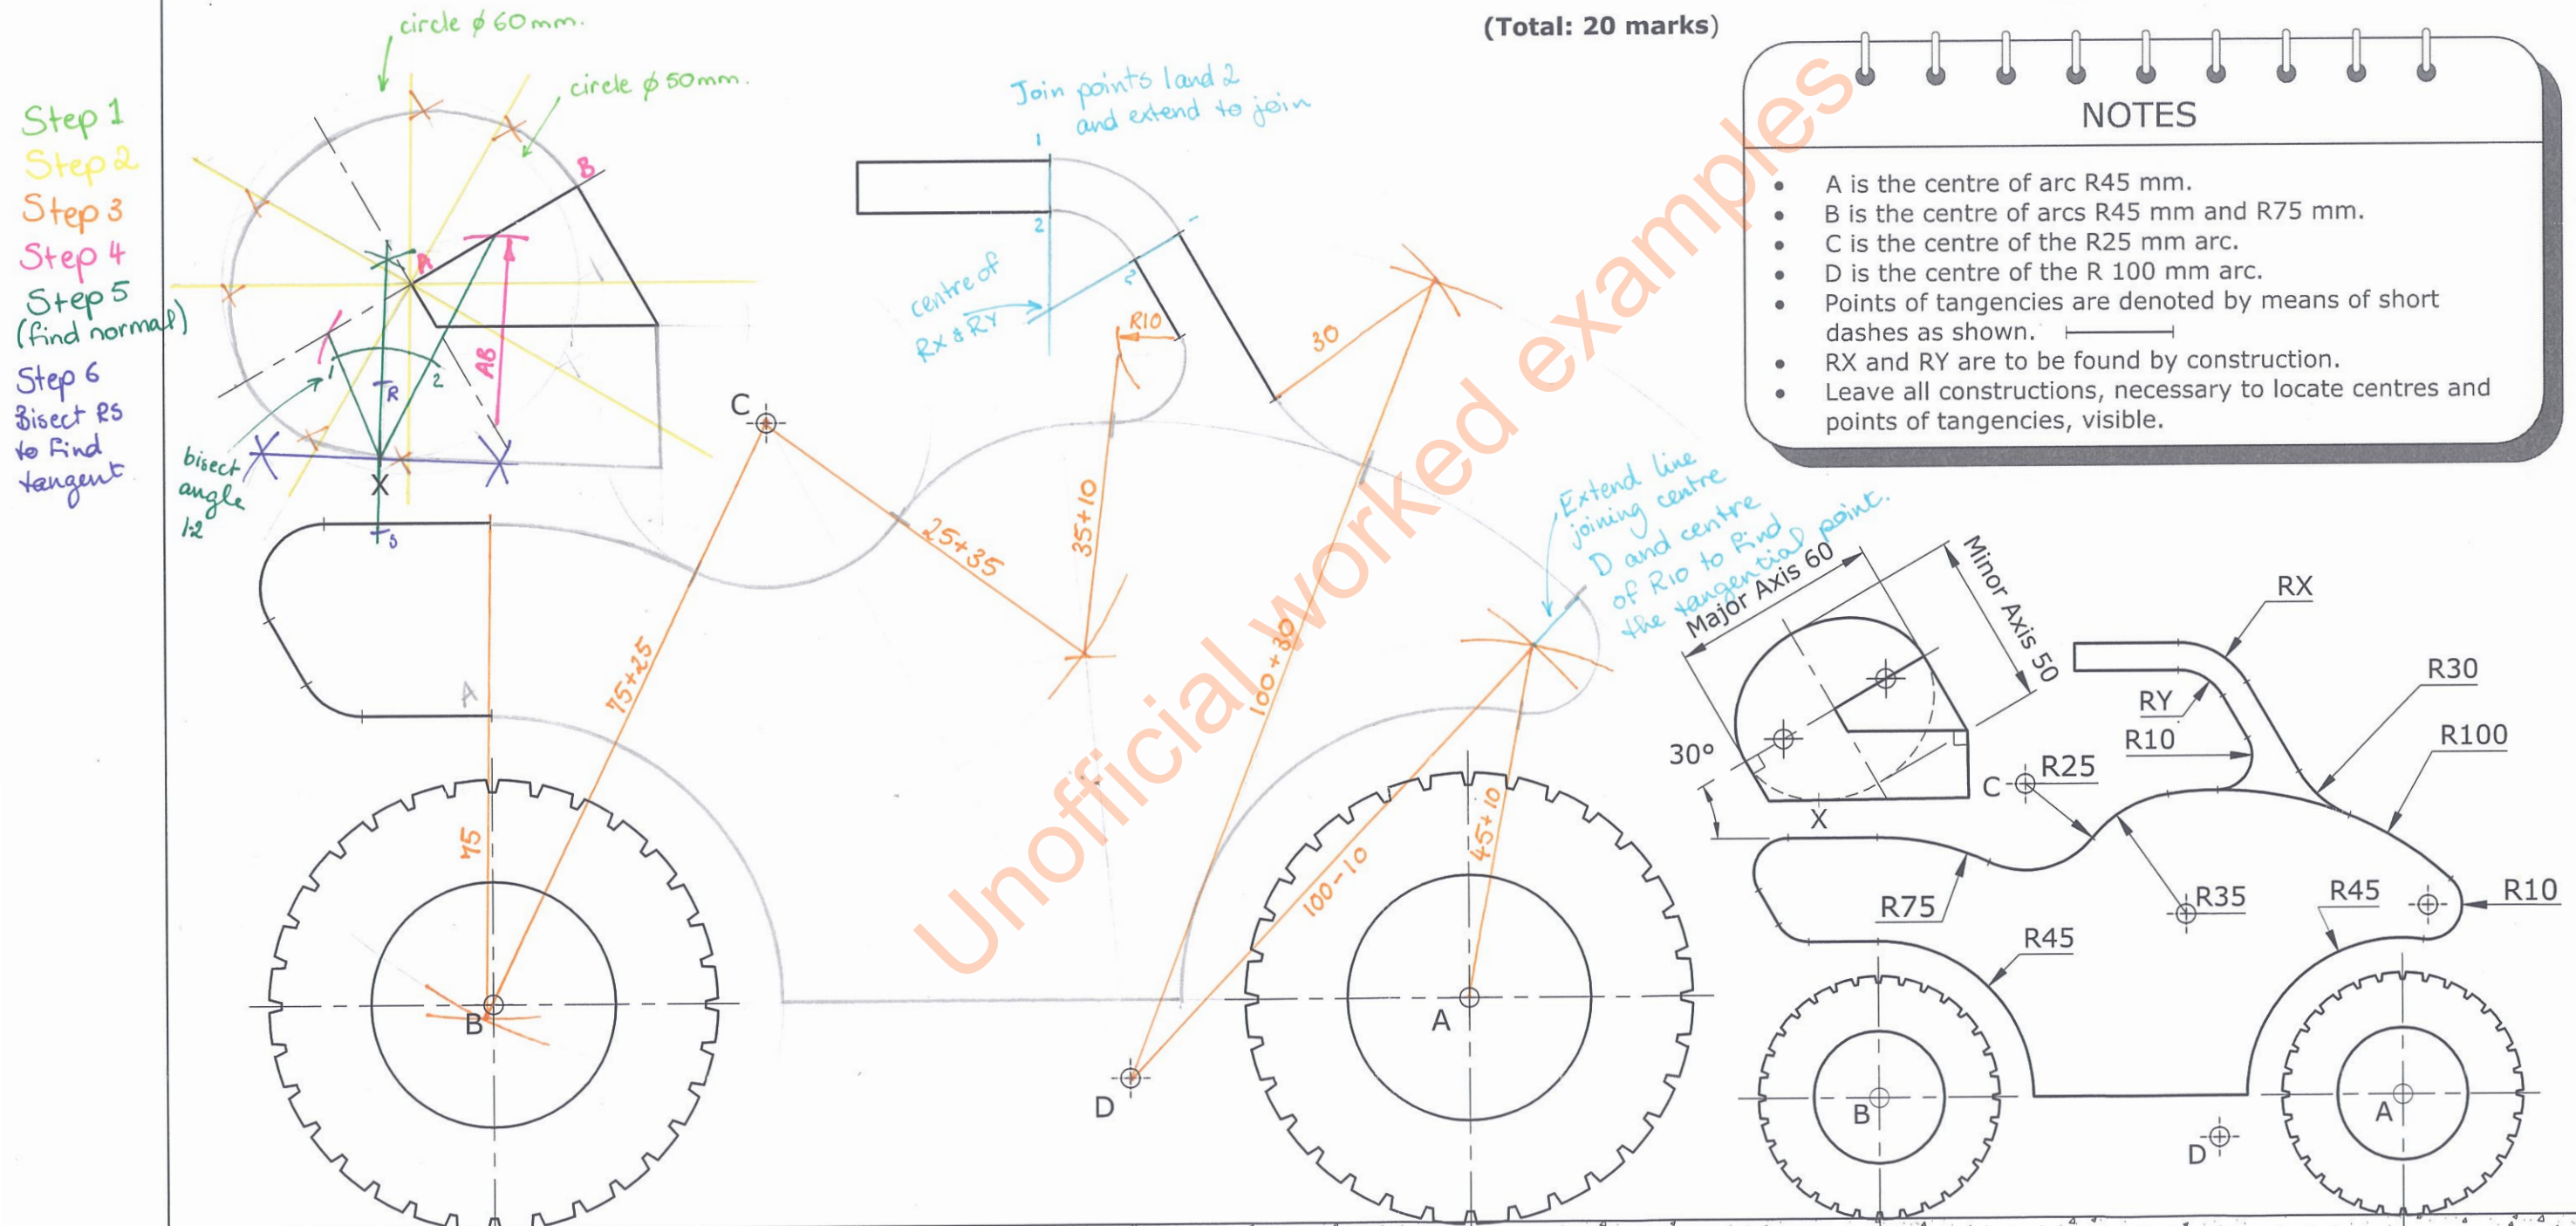 (Total: 20 marks)
circle ϕ 60mm.
circle ϕ 50mm.
Step 1
Step 2
Step 3
Step 4
Step 5
(find normal)
Step 6
Bisect RS
to find
tangent
bisect
angle
1-2
B
A
AB
1
2
R
X
S
Join points 1 and 2
and extend to join
1
2
1
2
centre of
RX & RY
R10
30
C
25+35
35+10
75+25
100+30
75
A
B
D
100-10
45+10
A
Extend line
joining centre
D and centre
of R10 to find
the tangential point.
Unofficial worked examples
NOTES
• A is the centre of arc R45 mm.
• B is the centre of arcs R45 mm and R75 mm.
• C is the centre of the R25 mm arc.
• D is the centre of the R 100 mm arc.
• Points of tangencies are denoted by means of short
dashes as shown.
• RX and RY are to be found by construction.
• Leave all constructions, necessary to locate centres and
points of tangencies, visible.
Major Axis 60
Minor Axis 50
30°
X
RX
RY
R30
R10
R100
C
R25
R75
R35
R45
R45
R10
B
A
D